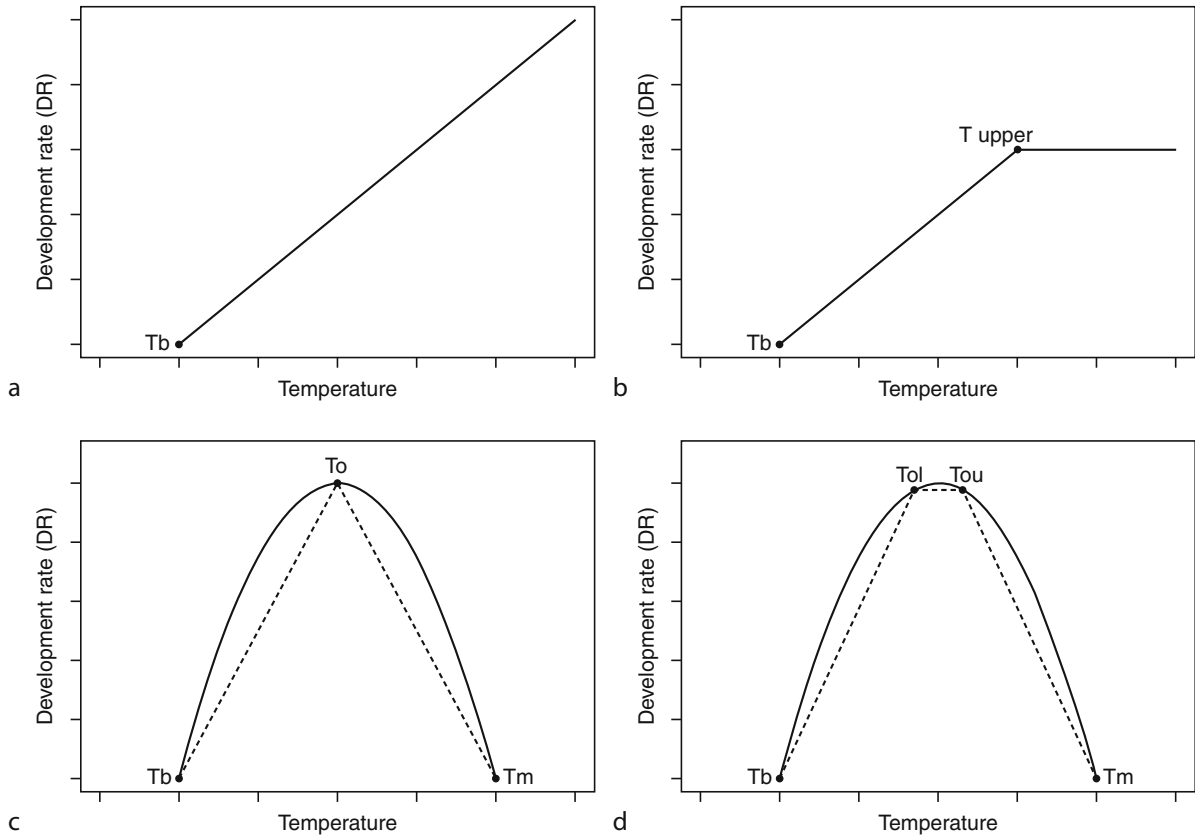 Development rate (DR)
Tb
Temperature
a
Development rate (DR)
T upper
Tb
Temperature
b
Development rate (DR)
To
Tb
Tm
Temperature
c
Development rate (DR)
Tol
Tou
Tb
Tm
Temperature
d